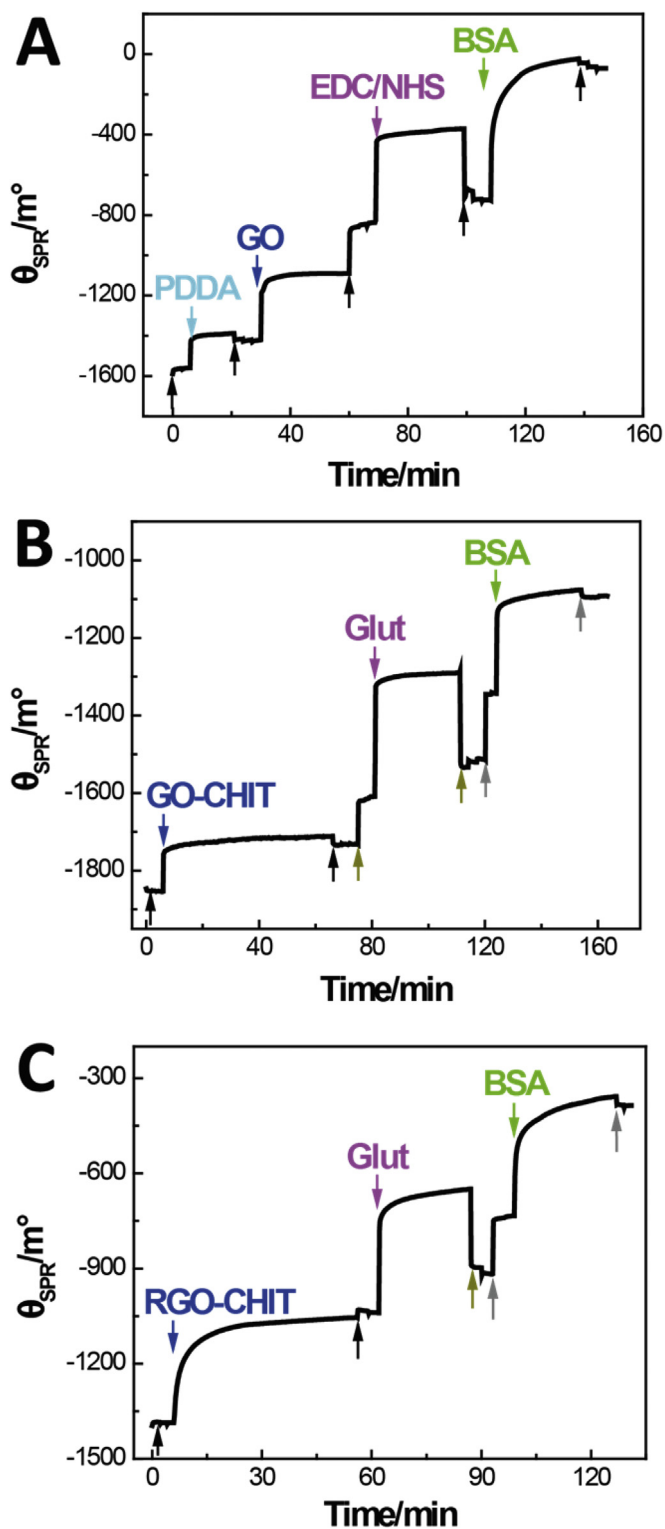 A
BSA
EDC/NHS
GO
PDDA
0
-400
-800
-1200
-1600
θSPR/m°
0 40 80 120 160
Time/min
B
BSA
Glut
GO-CHIT
-1000
-1200
-1400
-1600
-1800
θSPR/m°
0 40 80 120 160
Time/min
C
BSA
Glut
RGO-CHIT
-300
-600
-900
-1200
-1500
θSPR/m°
0 30 60 90 120
Time/min